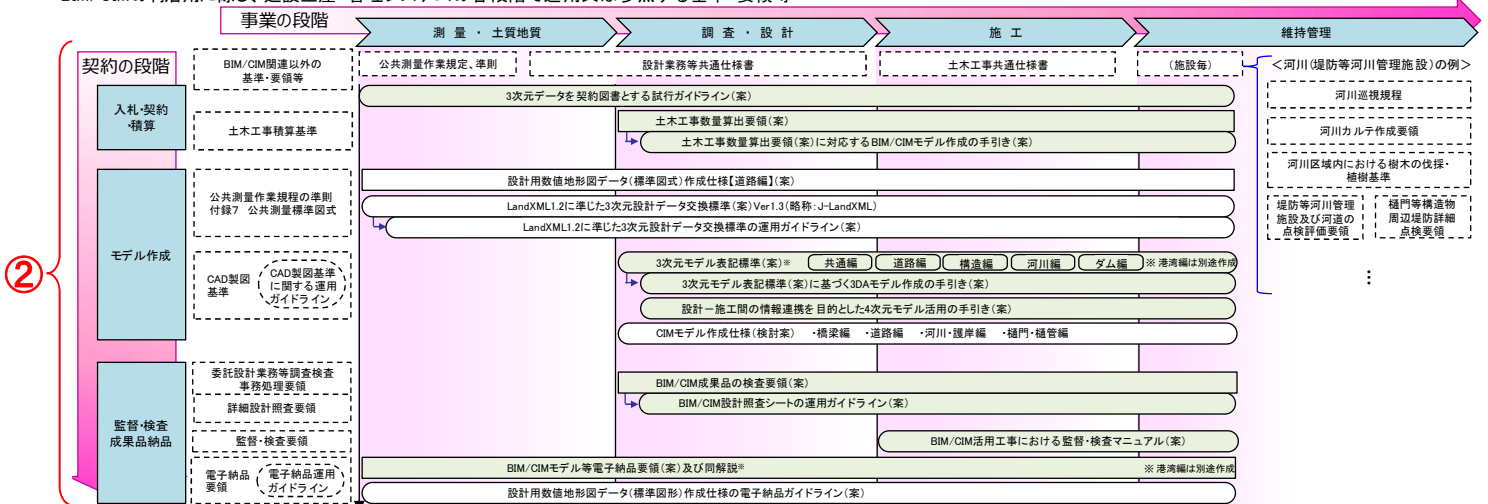 事業の段階
測 量 ・ 土質地質
調 査 ・ 設 計
施 工
維持管理
契約の段階
BIM/CIM関連以外の
基準・要領等
公共測量作業規定、準則
設計業務等共通仕様書
土木工事共通仕様書
(施設毎)
<河川(堤防等河川管理施設)の例>
入札・契約
・積算
土木工事積算基準
3次元データを契約図書とする試行ガイドライン(案)
土木工事数量算出要領(案)
土木工事数量算出要領(案)に対応するBIM/CIMモデル作成の手引き(案)
河川巡視規程
河川カルテ作成要領
河川区域内における樹木の伐採・
植樹基準
堤防等河川管理
施設及び河道の
点検評価要領
樋門等構造物
周辺堤防詳細
点検要領
⋮
②
モデル作成
公共測量作業規程の準則
付録7 公共測量標準図式
設計用数値地形図データ(標準図式)作成仕様【道路編】(案)
LandXML1.2に準じた3次元設計データ交換標準(案)Ver1.3(略称:J-LandXML)
LandXML1.2に準じた3次元設計データ交換標準の運用ガイドライン(案)
CAD製図
基準
CAD製図基準
に関する運用
ガイドライン
3次元モデル表記標準(案)※ 共通編 道路編 構造編 河川編 ダム編 ※ 港湾編は別途作成
3次元モデル表記標準(案)に基づく3DAモデル作成の手引き(案)
設計-施工間の情報連携を目的とした4次元モデル活用の手引き(案)
CIMモデル作成仕様(検討案) ・橋梁編 ・道路編 ・河川・護岸編 ・樋門・樋管編
監督・検査
成果品納品
委託設計業務等調査検査
事務処理要領
詳細設計照査要領
監督・検査要領
電子納品
要領
電子納品運用
ガイドライン
BIM/CIM成果品の検査要領(案)
BIM/CIM設計照査シートの運用ガイドライン(案)
BIM/CIM活用工事における監督・検査マニュアル(案)
BIM/CIMモデル等電子納品要領(案)及び同解説※ ※ 港湾編は別途作成
設計用数値地形図データ(標準図形)作成仕様の電子納品ガイドライン(案)